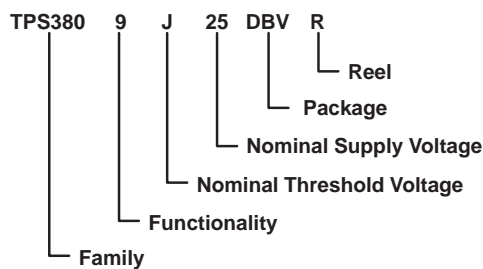 TPS380 9 J 25 DBV R
Reel
Package
Nominal Supply Voltage
Nominal Threshold Voltage
Functionality
Family